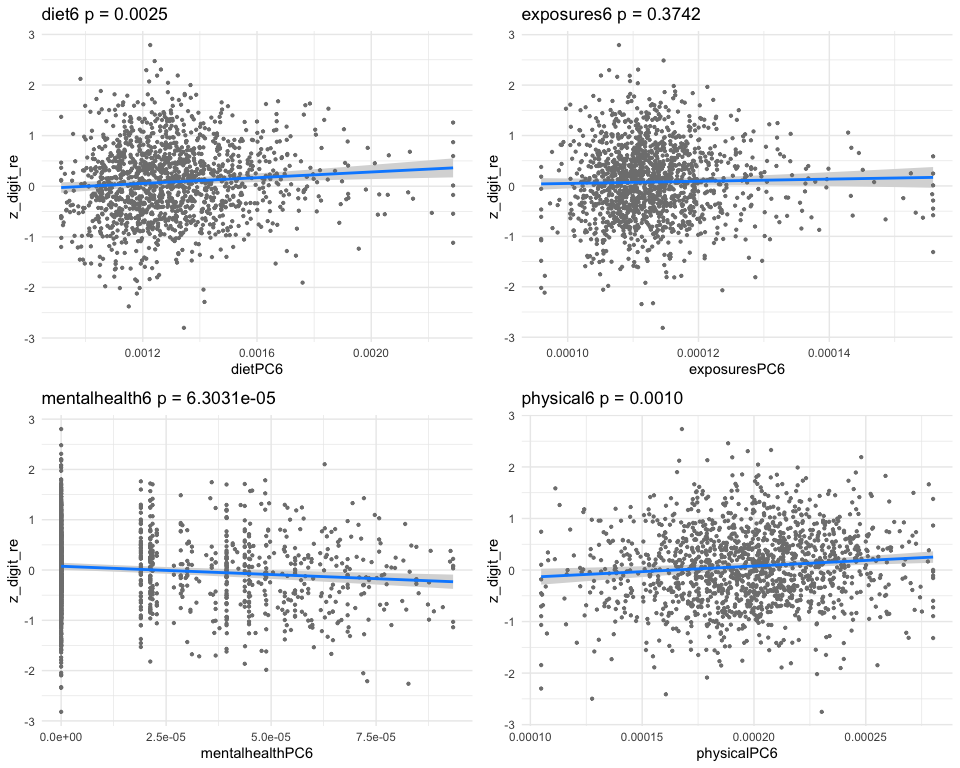 diet6 p = 0.0025
z_digit_re
3
2
1
0
-1
-2
-3
0.0012 0.0016 0.0020
dietPC6
exposures6 p = 0.3742
z_digit_re
3
2
1
0
-1
-2
-3
0.00010 0.00012 0.00014
exposuresPC6
mentalhealth6 p = 6.3031e-05
z_digit_re
3
2
1
0
-1
-2
-3
0.0e+00 2.5e-05 5.0e-05 7.5e-05
mentalhealthPC6
physical6 p = 0.0010
z_digit_re
3
2
1
0
-1
-2
-3
0.00010 0.00015 0.00020 0.00025
physicalPC6